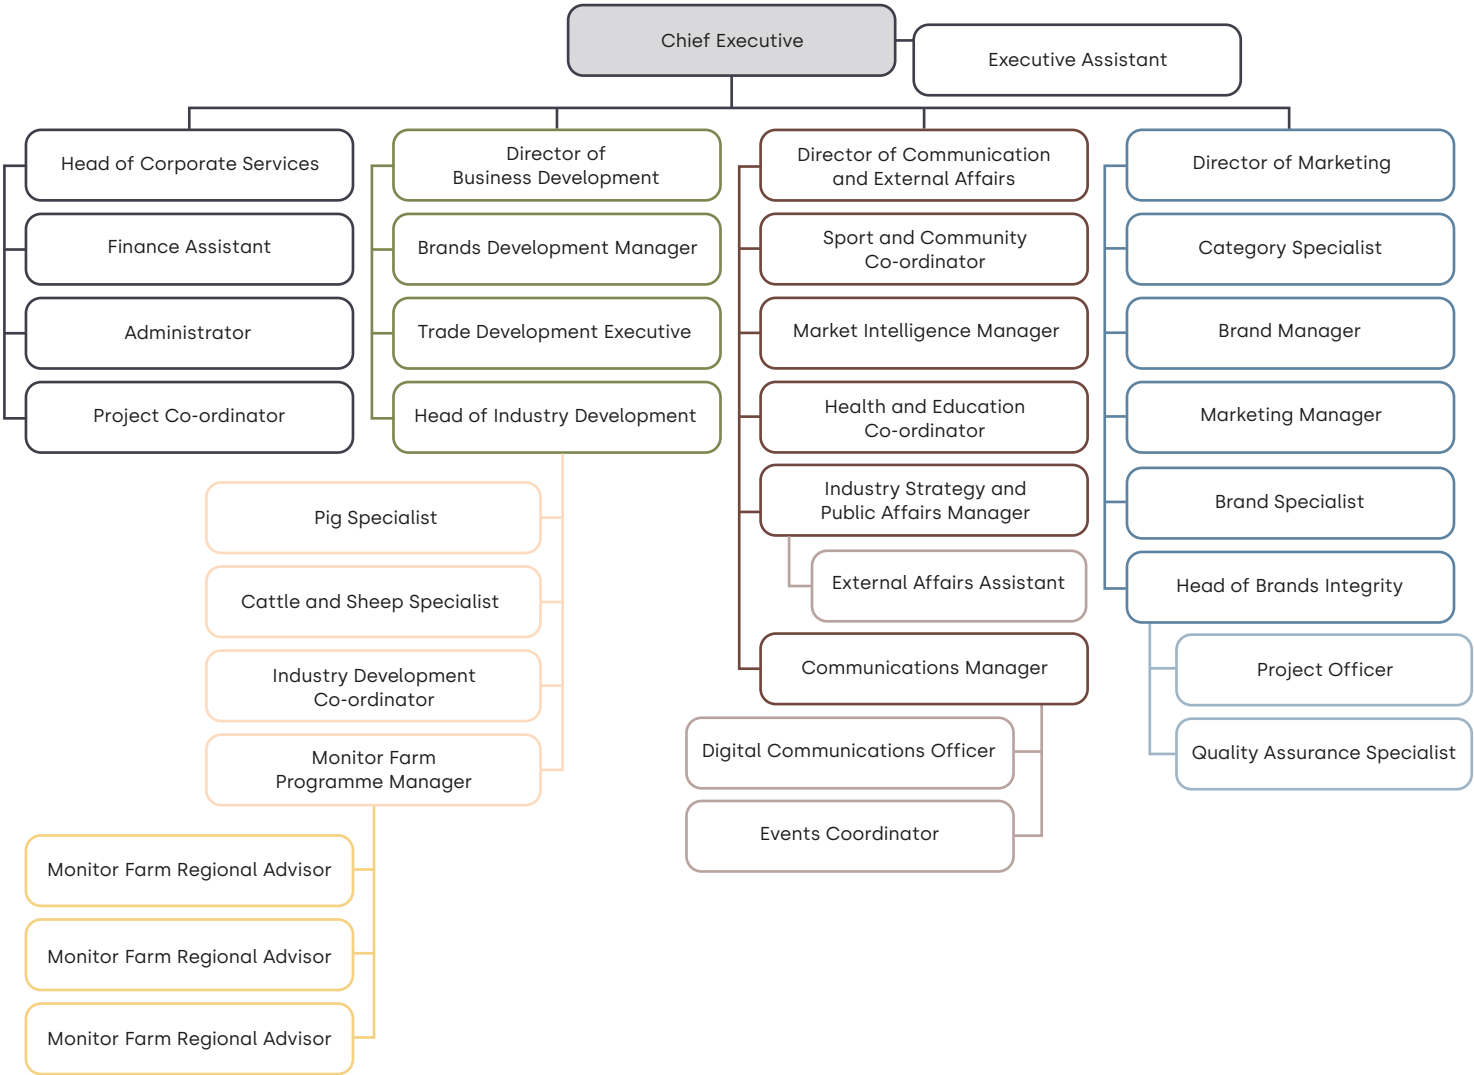 Chief Executive
Executive Assistant
Head of Corporate Services
Finance Assistant
Administrator
Project Co-ordinator
Director of
Business Development
Brands Development Manager
Trade Development Executive
Head of Industry Development
Pig Specialist
Cattle and Sheep Specialist
Industry Development
Co-ordinator
Monitor Farm
Programme Manager
Monitor Farm Regional Advisor
Monitor Farm Regional Advisor
Monitor Farm Regional Advisor
Director of Communication
and External Affairs
Sport and Community
Co-ordinator
Market Intelligence Manager
Health and Education
Co-ordinator
Industry Strategy and
Public Affairs Manager
External Affairs Assistant
Communications Manager
Digital Communications Officer
Events Coordinator
Director of Marketing
Category Specialist
Brand Manager
Marketing Manager
Brand Specialist
Head of Brands Integrity
Project Officer
Quality Assurance Specialist